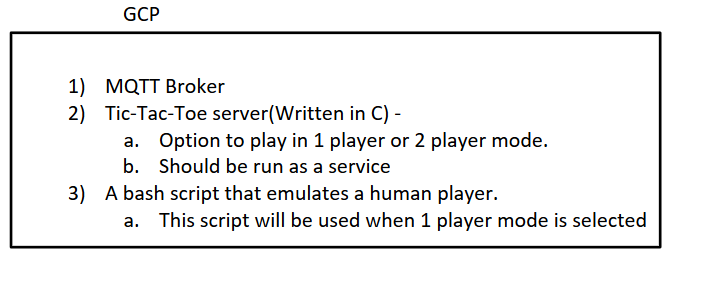 GCP
1) MQTT Broker
2) Tic-Tac-Toe server(Written in C) -
a. Option to play in 1 player or 2 player mode.
b. Should be run as a service
3) A bash script that emulates a human player.
a. This script will be used when 1 player mode is selected